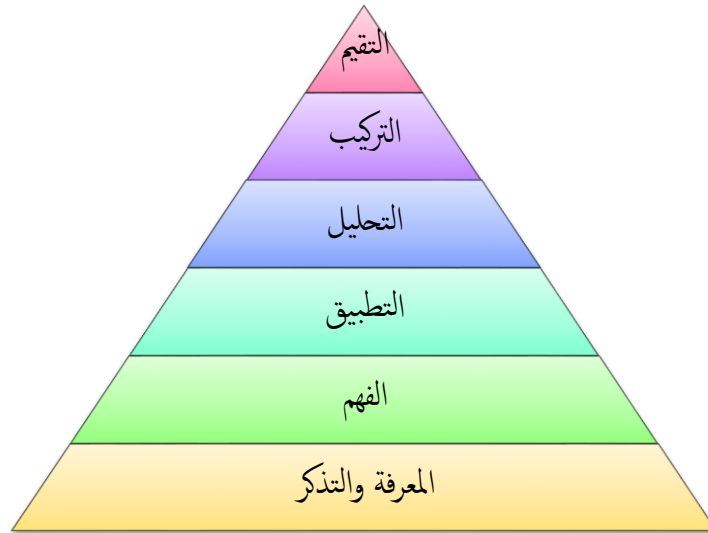 التقيم
التركيب
التحليل
التطبيق
الفهم
المعرفة والتذكر